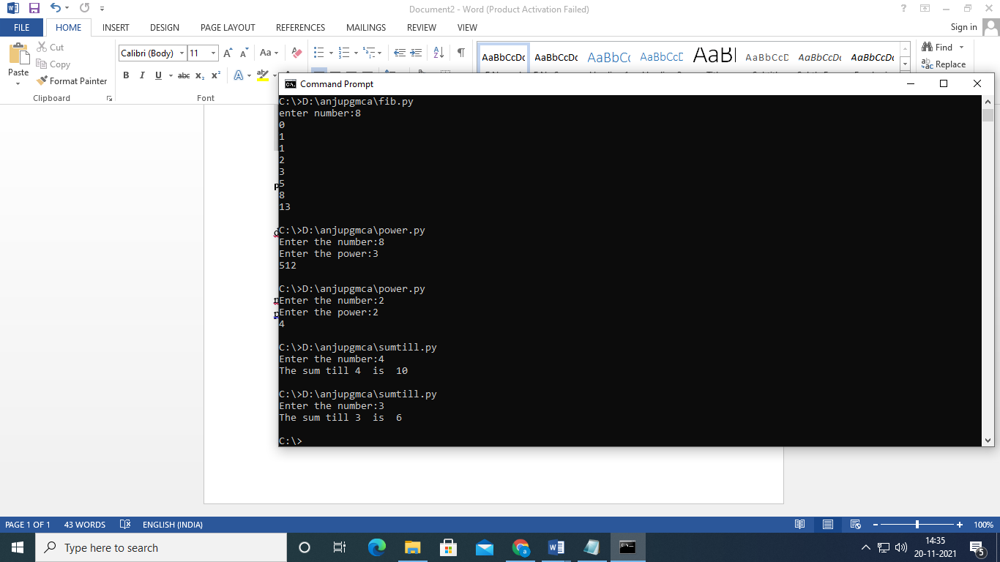 Document2 - Word (Product Activation Failed)
FILE HOME INSERT DESIGN PAGE LAYOUT REFERENCES MAILINGS REVIEW VIEW Sign in
Paste
Cut
Copy
Format Painter
Clipboard
Calibri (Body) 11
Font
AaBbCcDc AaBbCcDc AaBbCc AaBbCcD AaB AaBbCcD AaBbCcDc AaBbCcDc
Find
Replace
Command Prompt
C:\>D:\anjupgmca\fib.py
enter number:8
0
1
1
2
3
5
8
13
C:\>D:\anjupgmca\power.py
Enter the number:8
Enter the power:3
512
C:\>D:\anjupgmca\power.py
Enter the number:2
Enter the power:2
4
C:\>D:\anjupgmca\sumtill.py
Enter the number:4
The sum till 4  is  10
C:\>D:\anjupgmca\sumtill.py
Enter the number:3
The sum till 3  is  6
C:\>
PAGE 1 OF 1 43 WORDS ENGLISH (INDIA) 100%
Type here to search
14:35
20-11-2021
5